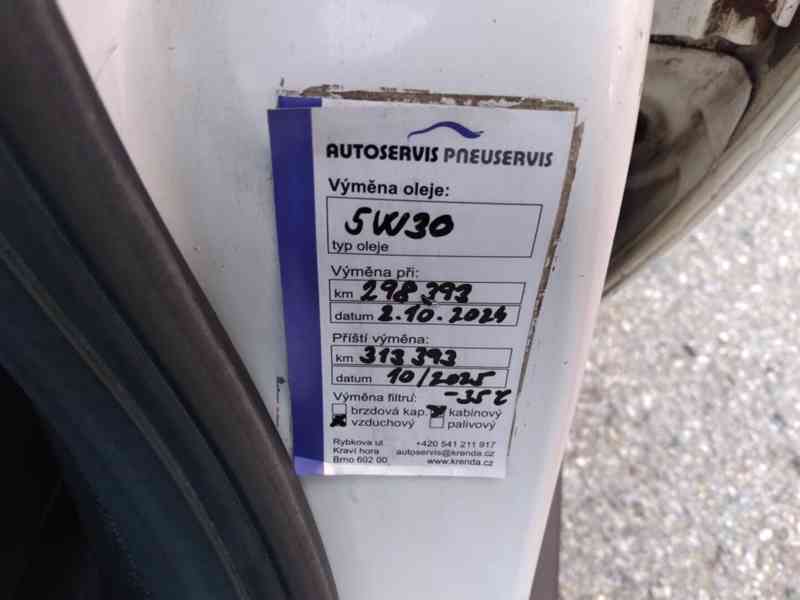 AUTOSERVIS PNEUSERVIS
Výměna oleje:
5W30
typ oleje
Výměna při:
km 298 393
datum 2.10.2024
Příští výměna:
km 313 393
datum 10/2025
Výměna filtru: -35°C
brzdová kap. kabinový
vzduchový palivový
Rybkova ul. +420 541 211 917
Kraví hora autoservis@krenda.cz
Brno 602 00 www.krenda.cz